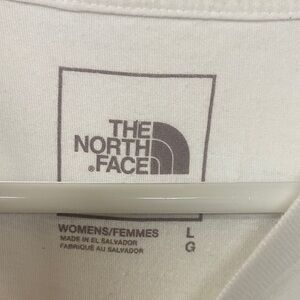 THE
NORTH
FACE
WOMENS/FEMMES L
MADE IN EL SALVADOR G
FABRIQUÉ AU SALVADOR